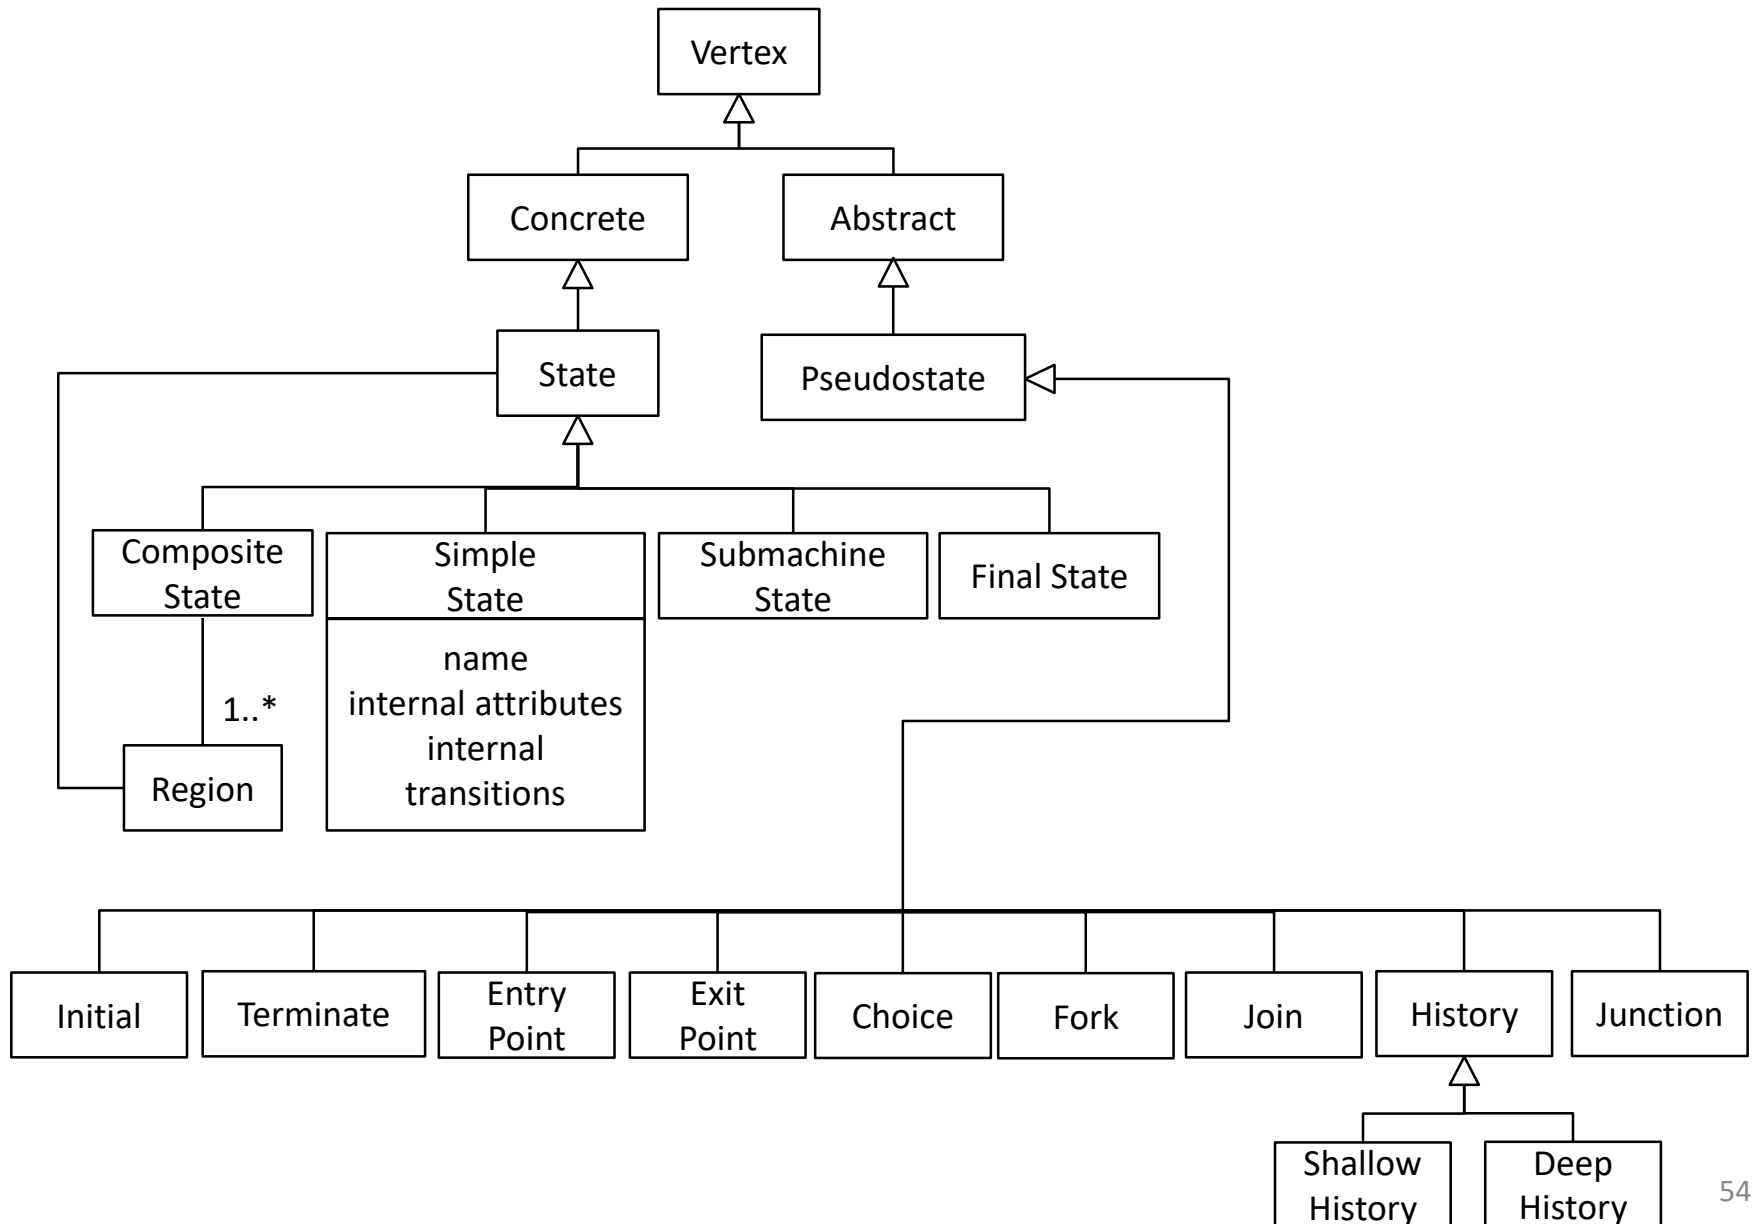 Vertex
Concrete
Abstract
State
Pseudostate
Composite
State
Simple
State
Submachine
State
Final State
name
internal attributes
internal
transitions
1..*
Region
Initial
Terminate
Entry
Point
Exit
Point
Choice
Fork
Join
History
Junction
Shallow
History
Deep
History
54